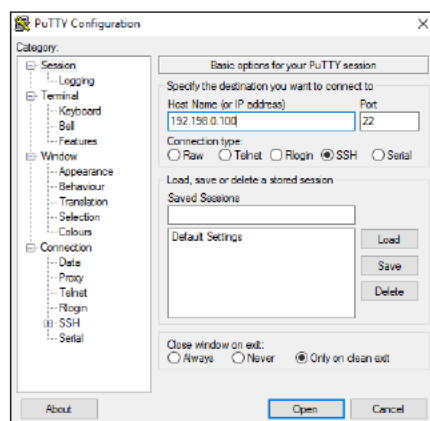 PuTTY Configuration
Category:
Session
Logging
Terminal
Keyboard
Bell
Features
Window
Appearance
Behaviour
Translation
Selection
Colours
Connection
Data
Proxy
Telnet
Rlogin
SSH
Serial
Basic options for your PuTTY session
Specify the destination you want to connect to
Host Name (or IP address) Port
192.198.0.100 22
Connection type:
Raw Telnet Rlogin SSH Serial
Load, save or delete a stored session
Saved Sessions
Default Settings
Load
Save
Delete
Close window on exit:
Always Never Only on clean exit
About Open Cancel